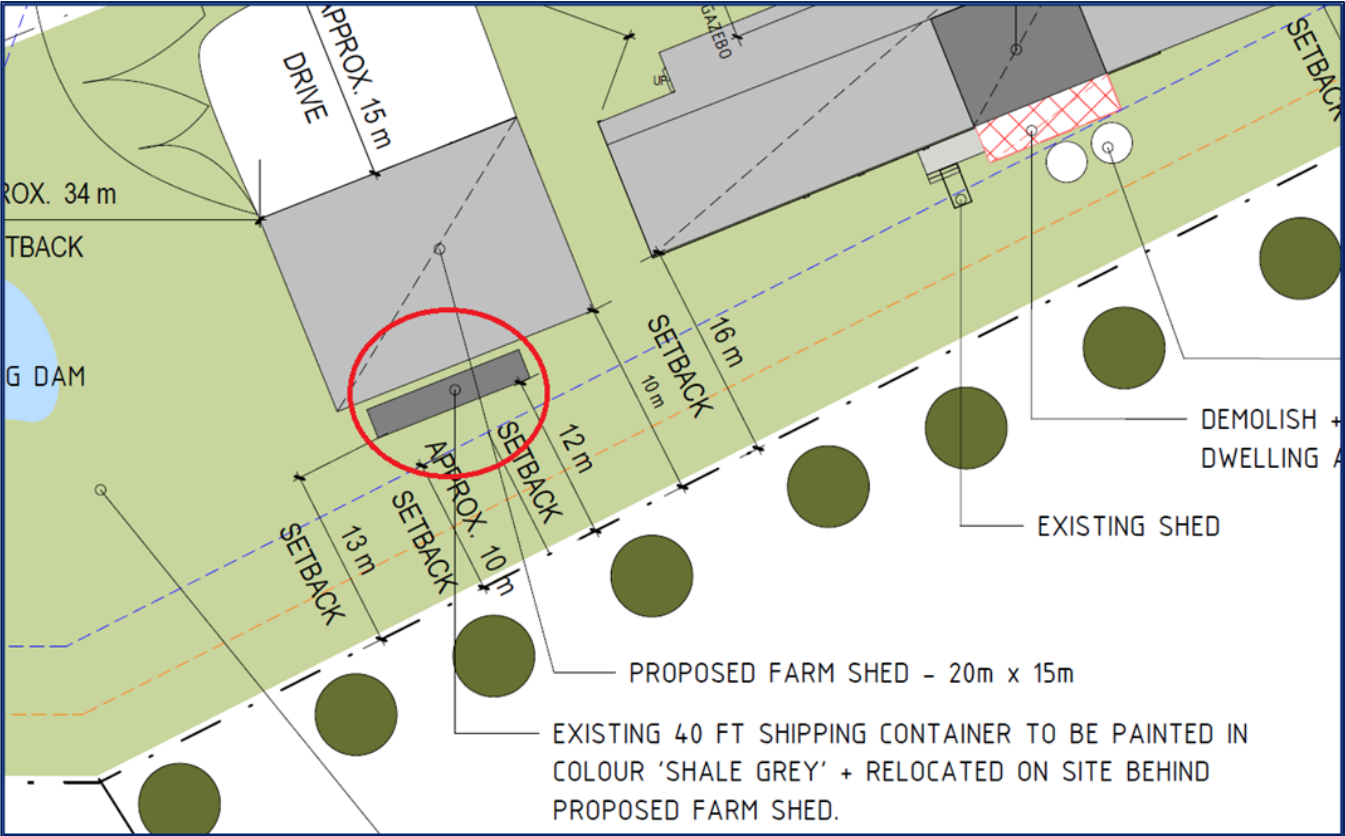 GAZEBO
UP
SETBACK
APPROX. 15 m
DRIVE
ROX. 34 m
TBACK
G DAM
16 m
SETBACK
10 m
12 m
SETBACK
APPROX. 10 m
SETBACK
13 m
SETBACK
DEMOLISH +
DWELLING A
EXISTING SHED
PROPOSED FARM SHED - 20m x 15m
EXISTING 40 FT SHIPPING CONTAINER TO BE PAINTED IN
COLOUR 'SHALE GREY' + RELOCATED ON SITE BEHIND
PROPOSED FARM SHED.